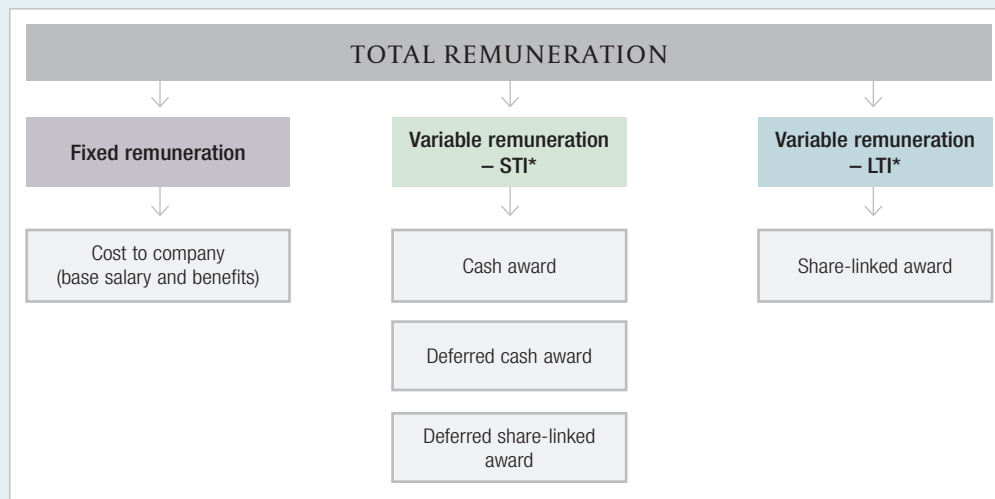 TOTAL REMUNERATION
Fixed remuneration
Variable remuneration
– STI*
Variable remuneration
– LTI*
Cost to company
(base salary and benefits)
Cash award
Share-linked award
Deferred cash award
Deferred share-linked
award